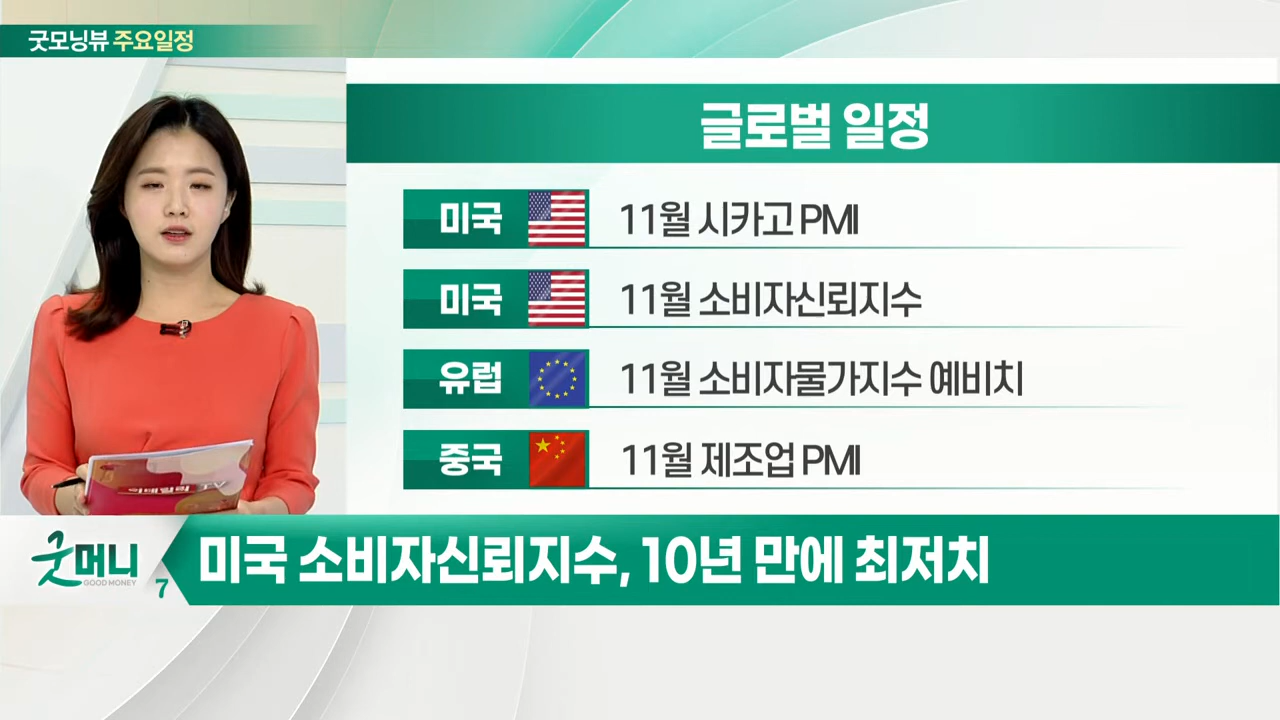 굿모닝뷰 주요일정
글로벌 일정
미국 11월 시카고 PMI
미국 11월 소비자신뢰지수
유럽 11월 소비자물가지수 예비치
중국 11월 제조업 PMI
굿머니
GOOD MONEY
7
미국 소비자신뢰지수, 10년 만에 최저치